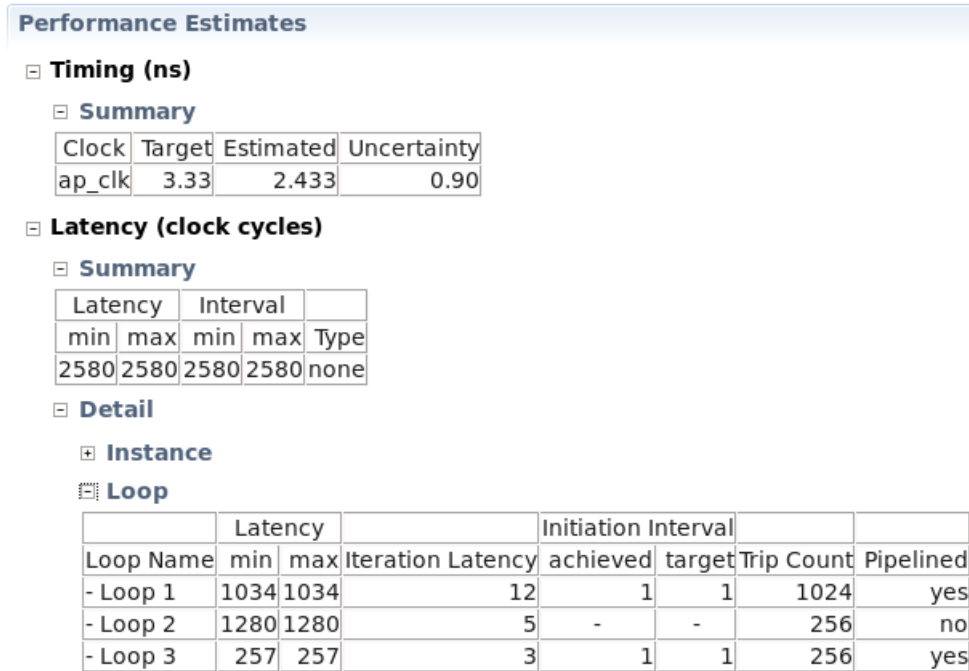 Performance Estimates
Timing (ns)
Summary
Clock Target Estimated Uncertainty
ap_clk 3.33 2.433 0.90
Latency (clock cycles)
Summary
Latency Interval
min max min max Type
2580 2580 2580 2580 none
Detail
Instance
Loop
Latency Initiation Interval
Loop Name min max Iteration Latency achieved target Trip Count Pipelined
- Loop 1 1034 1034 12 1 1 1024 yes
- Loop 2 1280 1280 5 - - 256 no
- Loop 3 257 257 3 1 1 256 yes